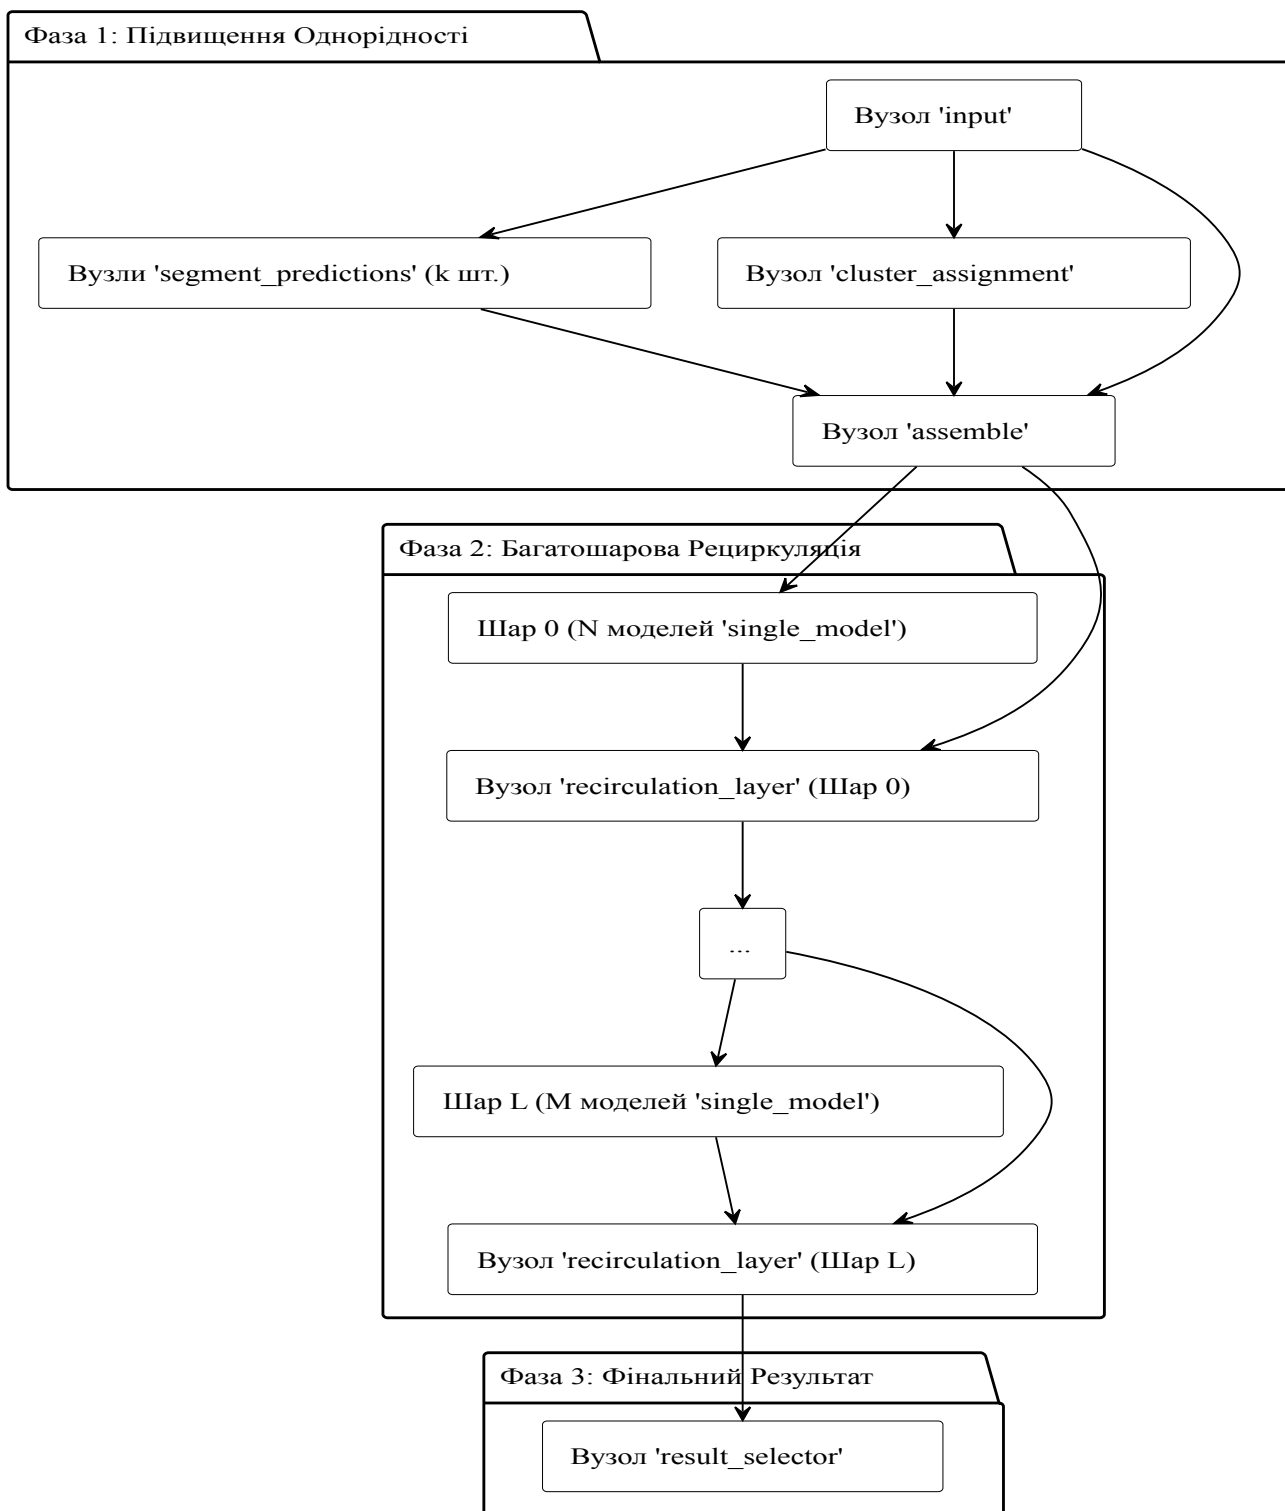 Фаза 1: Підвищення Однорідності
Вузол 'input'
Вузли 'segment_predictions' (k шт.)
Вузол 'cluster_assignment'
Вузол 'assemble'
Фаза 2: Багатошарова Рециркуляція
Шар 0 (N моделей 'single_model')
Вузол 'recirculation_layer' (Шар 0)
...
Шар L (M моделей 'single_model')
Вузол 'recirculation_layer' (Шар L)
Фаза 3: Фінальний Результат
Вузол 'result_selector'